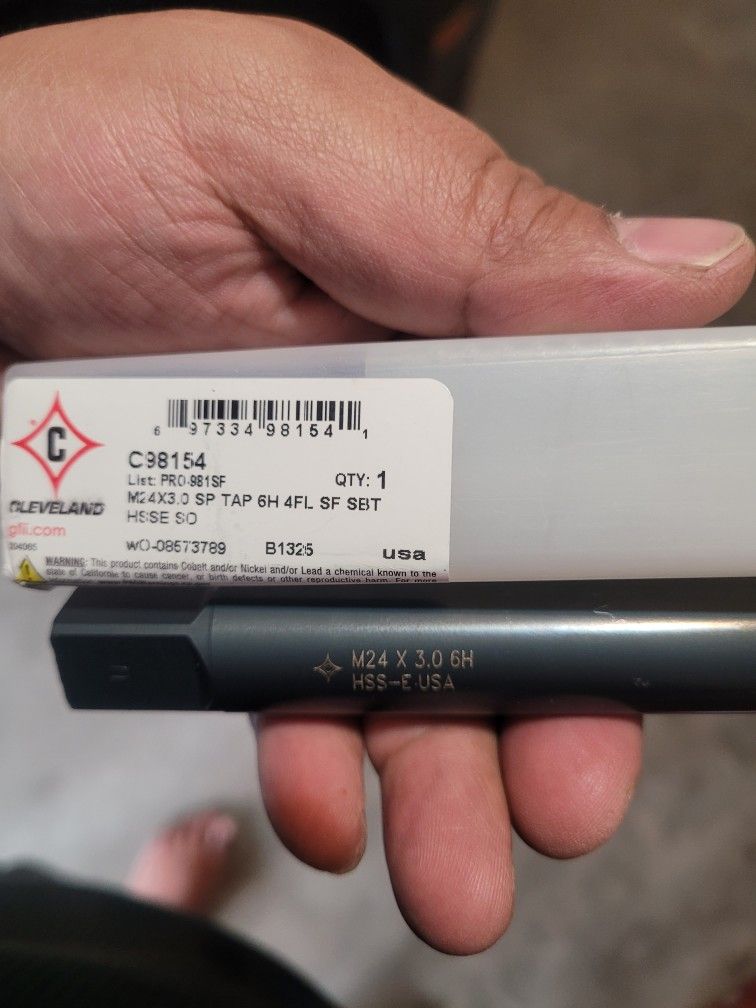 6 97334 98154 1
C98154
List: PRO-981SF QTY: 1
M24X3.0 SP TAP 6H 4FL SF SBT
HSSE SO
C
CLEVELAND
gfii.com
204085
WO-08573789 B1325 usa
WARNING: This product contains Cobalt and/or Nickel and/or Lead a chemical known to the
state of California to cause cancer, or birth defects or other reproductive harm. For more
M24 X 3.0 6H
HSS-E USA